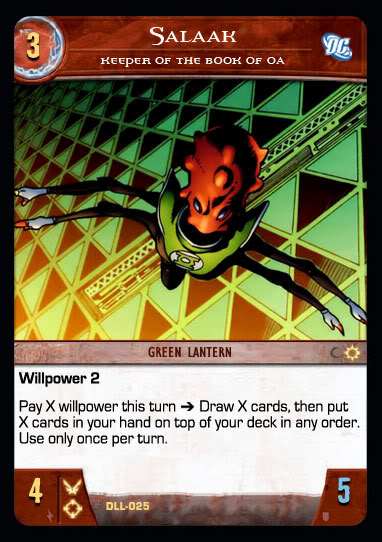 3
SALAAK
KEEPER OF THE BOOK OF OA
DC
GREEN LANTERN
Willpower 2
Pay X willpower this turn ➔ Draw X cards, then put
X cards in your hand on top of your deck in any order.
Use only once per turn.
4
DLL-025
5